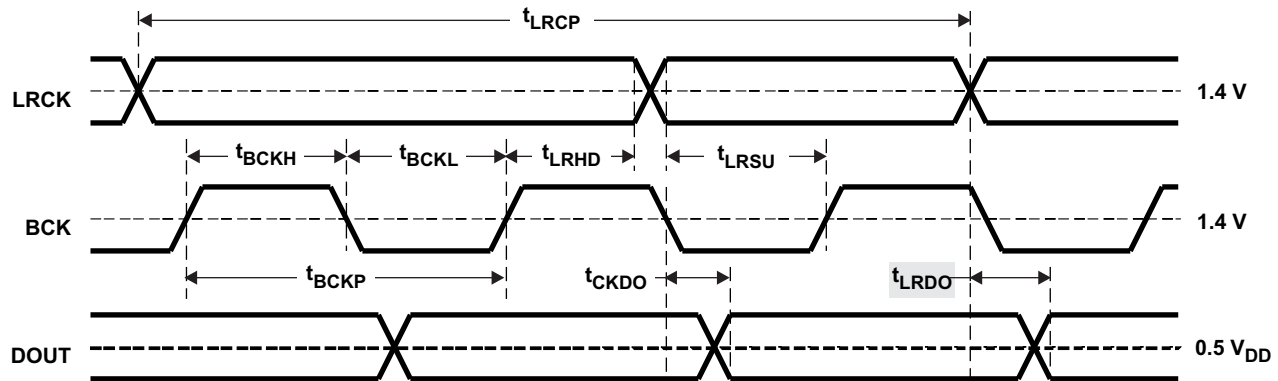 tLRCP
LRCK
1.4 V
tBCKH
tBCKL
tLRHD
tLRSU
BCK
1.4 V
tBCKP
tCKDO
tLRDO
DOUT
0.5 VDD